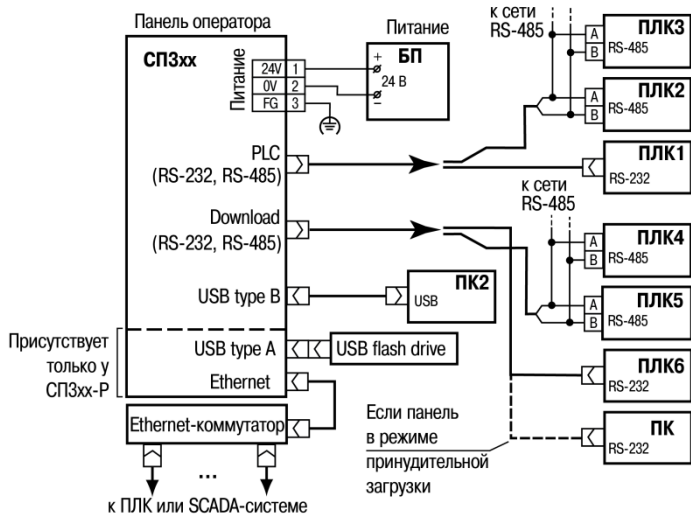 Панель оператора
СП3хх
Питание
24V 1
0V 2
FG 3
Питание
+ БП
24 В
–
PLC
(RS-232, RS-485)
Download
(RS-232, RS-485)
USB type B
ПК2
USB
Присутствует
только у
СП3хх-Р
USB type A
USB flash drive
Ethernet
Ethernet-коммутатор
...
к ПЛК или SCADA-системе
к сети
RS-485
ПЛК3
A
B
RS-485
ПЛК2
A
B
RS-485
ПЛК1
RS-232
к сети
RS-485
ПЛК4
A
B
RS-485
ПЛК5
A
B
RS-485
ПЛК6
RS-232
ПК
RS-232
Если панель
в режиме
принудительной
загрузки